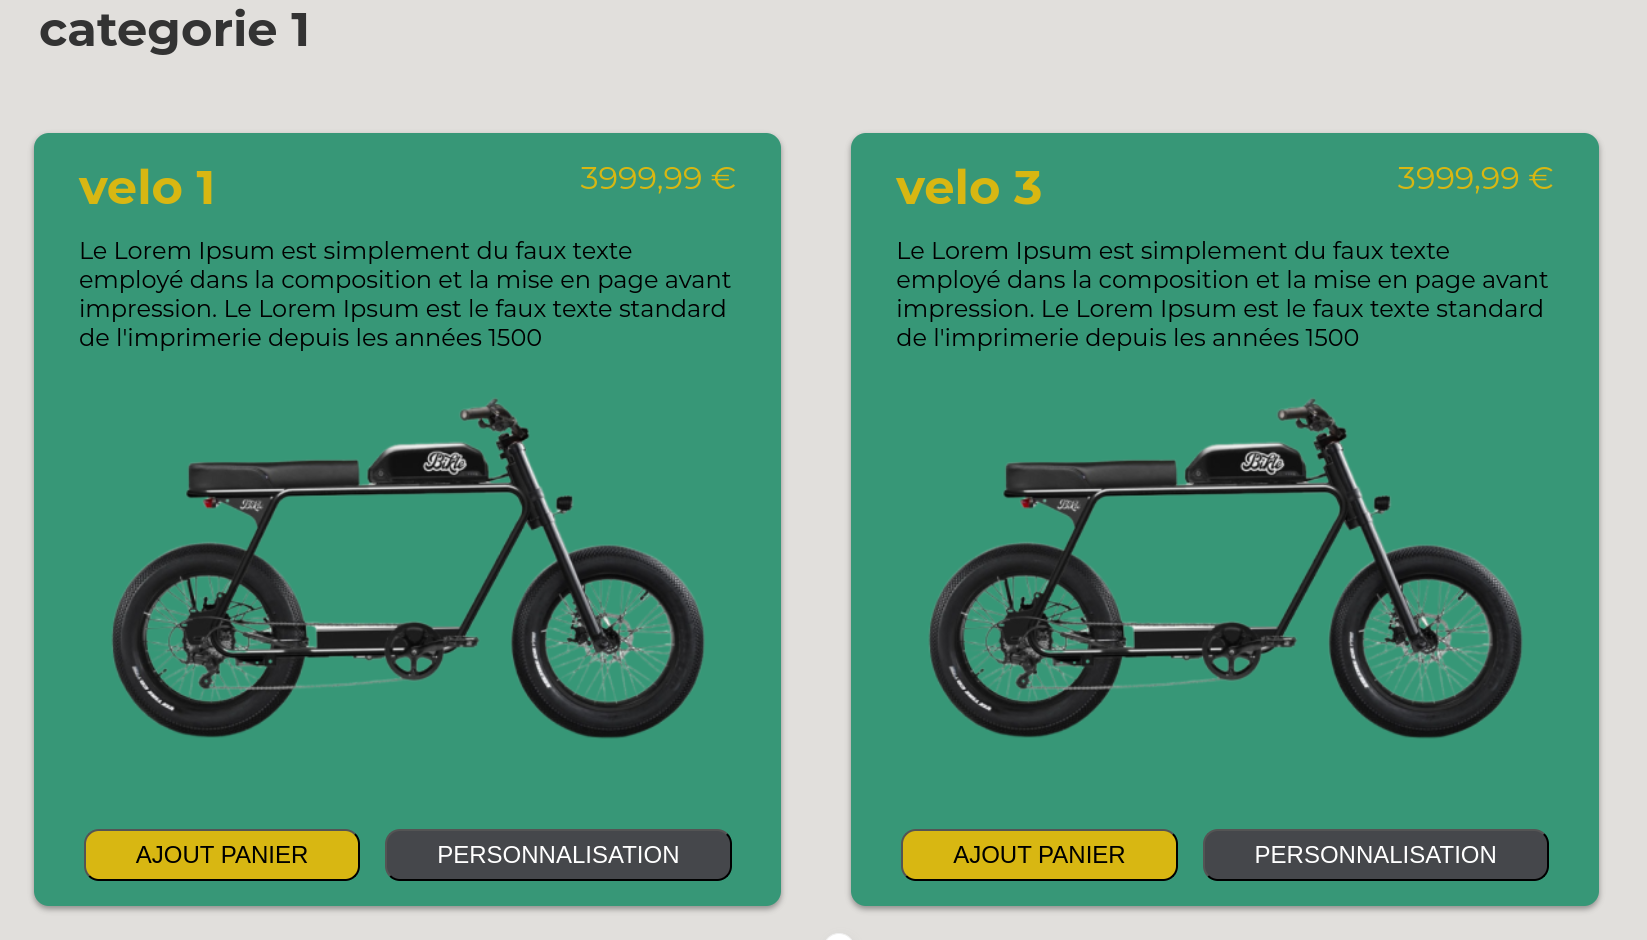 categorie 1
velo 1
3999,99 €
Le Lorem Ipsum est simplement du faux texte
employé dans la composition et la mise en page avant
impression. Le Lorem Ipsum est le faux texte standard
de l'imprimerie depuis les années 1500
Bikle
AJOUT PANIER
PERSONNALISATION
velo 3
3999,99 €
Le Lorem Ipsum est simplement du faux texte
employé dans la composition et la mise en page avant
impression. Le Lorem Ipsum est le faux texte standard
de l'imprimerie depuis les années 1500
Bikle
AJOUT PANIER
PERSONNALISATION